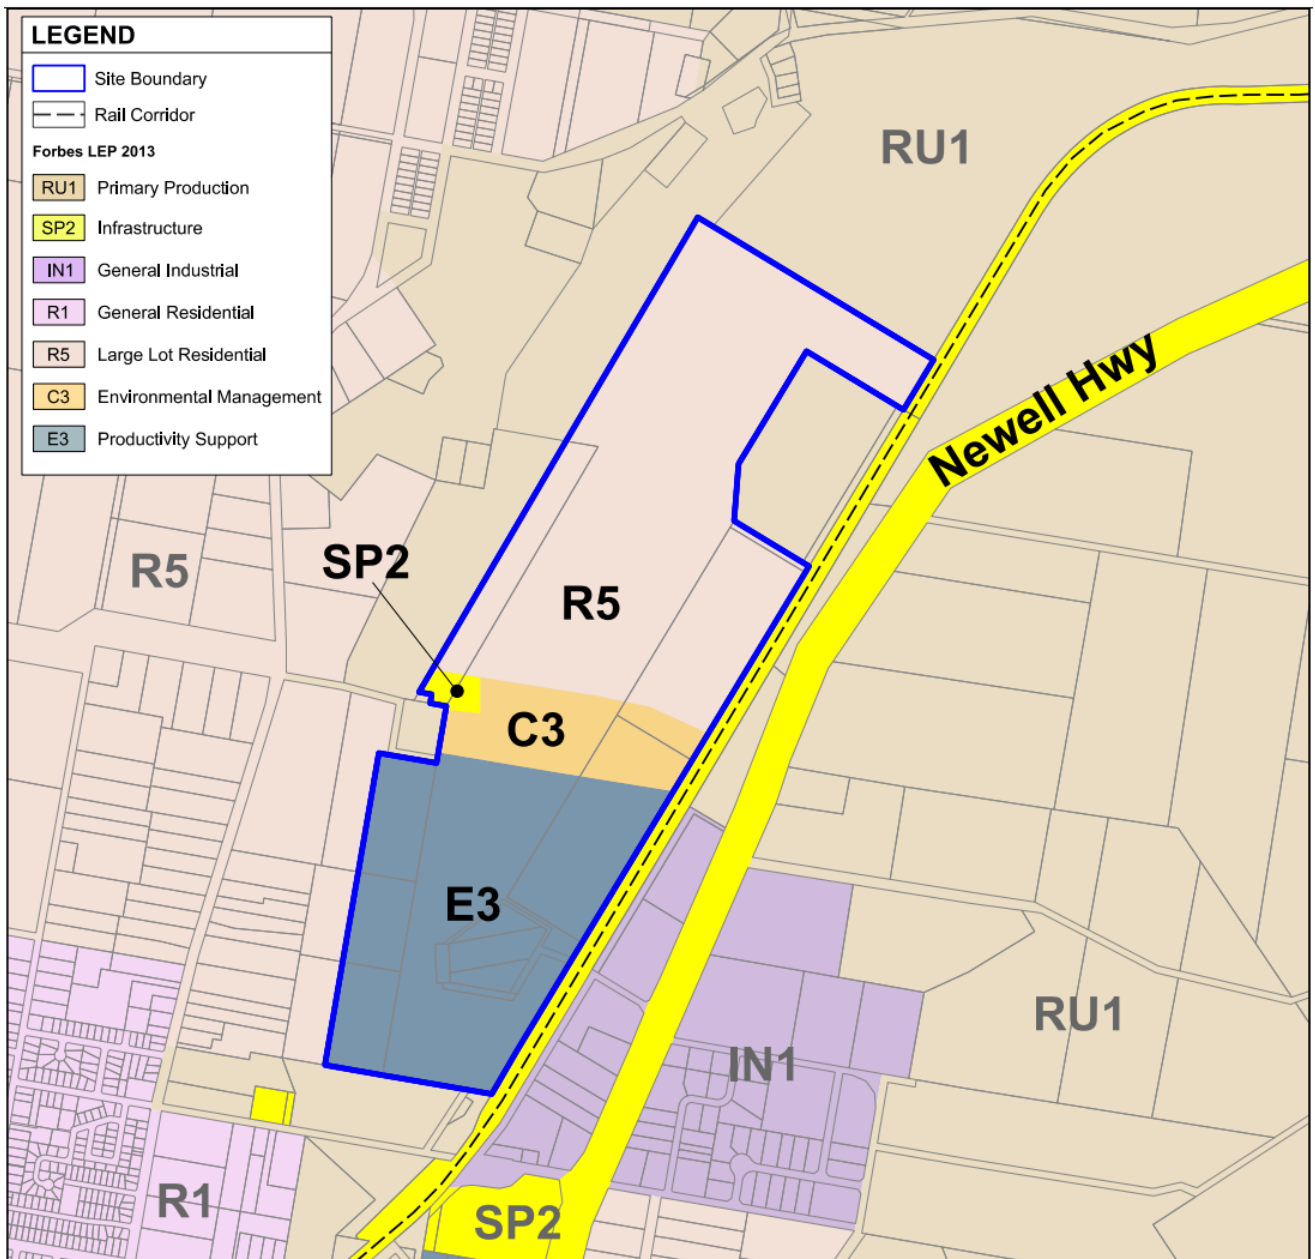 LEGEND
Site Boundary
Rail Corridor
Forbes LEP 2013
RU1 Primary Production
SP2 Infrastructure
IN1 General Industrial
R1 General Residential
R5 Large Lot Residential
C3 Environmental Management
E3 Productivity Support
RU1
Newell Hwy
SP2
R5
R5
C3
E3
RU1
IN1
R1
SP2